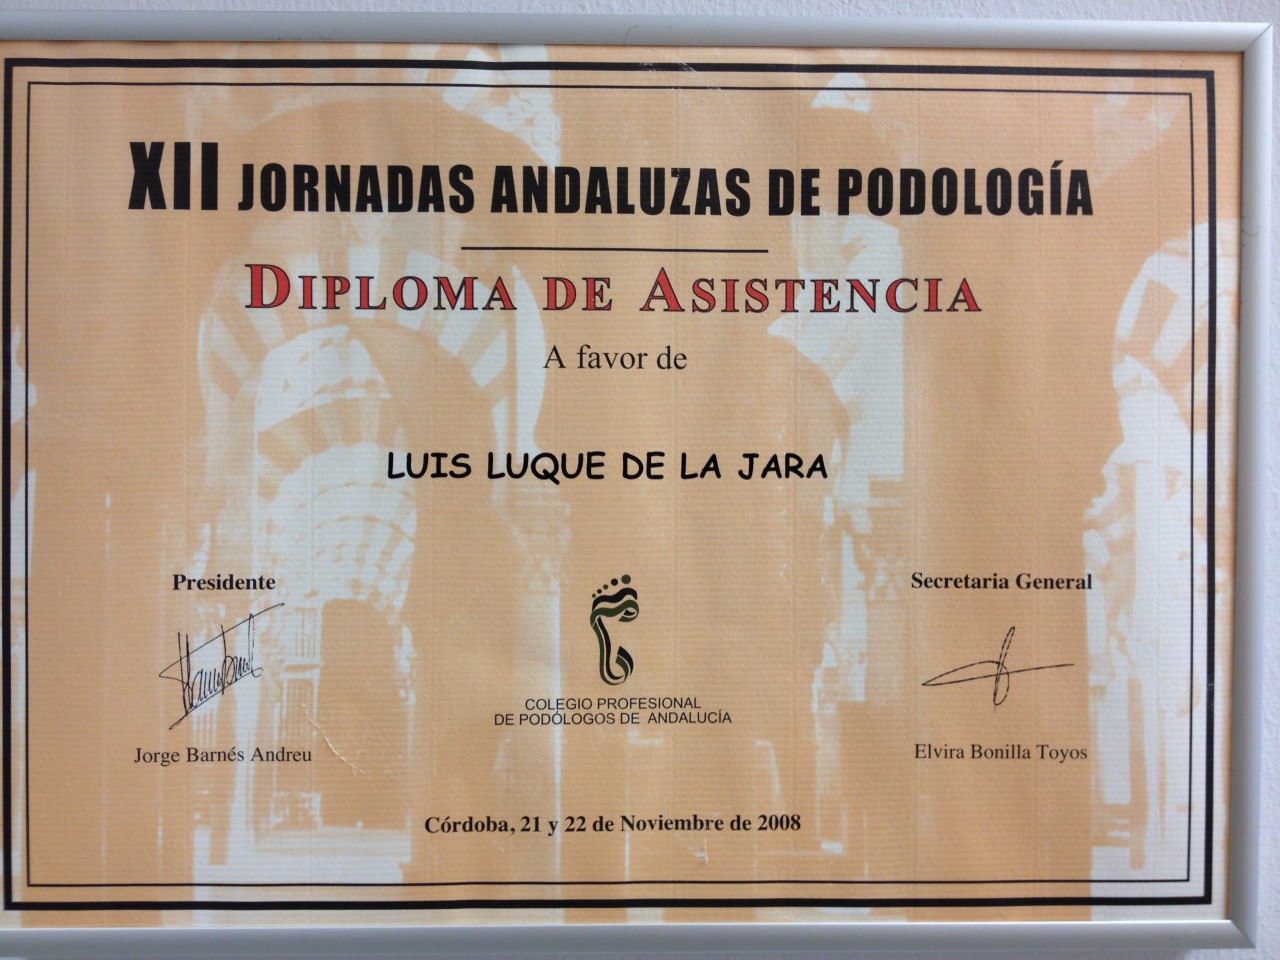 XII JORNADAS ANDALUZAS DE PODOLOGÍA
DIPLOMA DE ASISTENCIA
A favor de
LUIS LUQUE DE LA JARA
Presidente
Secretaria General
COLEGIO PROFESIONAL
DE PODÓLOGOS DE ANDALUCÍA
Jorge Barnés Andreu
Elvira Bonilla Toyos
Córdoba, 21 y 22 de Noviembre de 2008